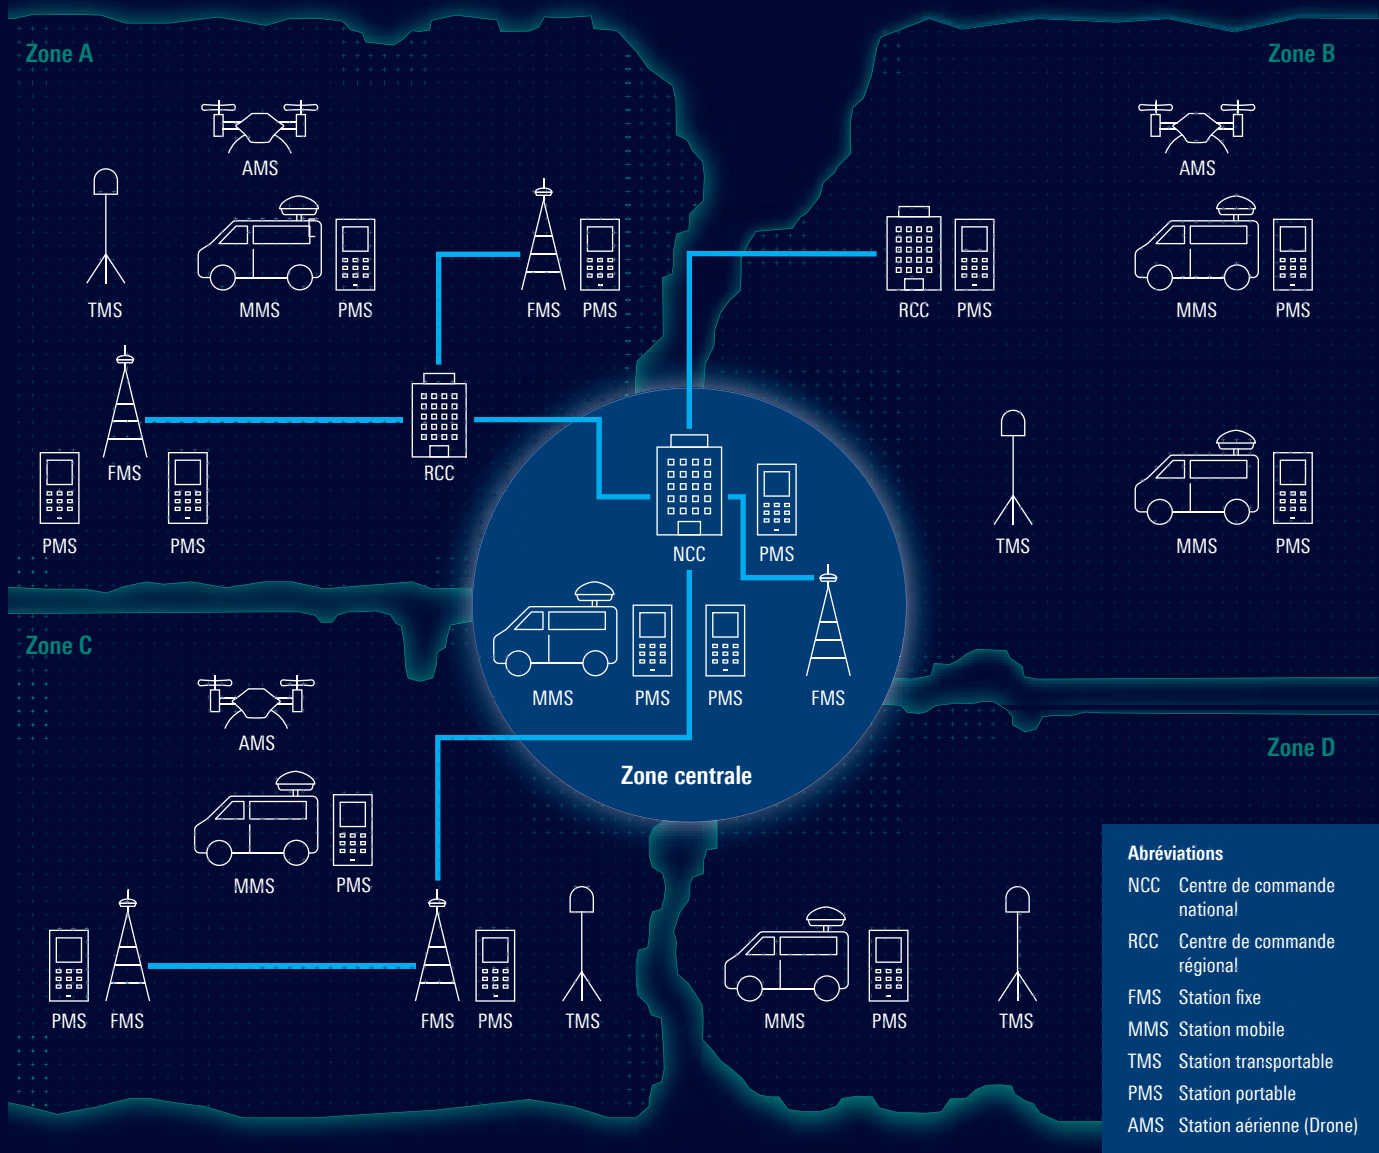 Zone A
Zone B
AMS
AMS
TMS
MMS
PMS
FMS
PMS
RCC
PMS
MMS
PMS
FMS
RCC
PMS
PMS
NCC
PMS
TMS
MMS
PMS
Zone C
MMS
PMS
PMS
FMS
AMS
Zone centrale
Zone D
MMS
PMS
PMS
FMS
FMS
PMS
TMS
MMS
PMS
TMS
Abréviations
NCC Centre de commande
national
RCC Centre de commande
régional
FMS Station fixe
MMS Station mobile
TMS Station transportable
PMS Station portable
AMS Station aérienne (Drone)